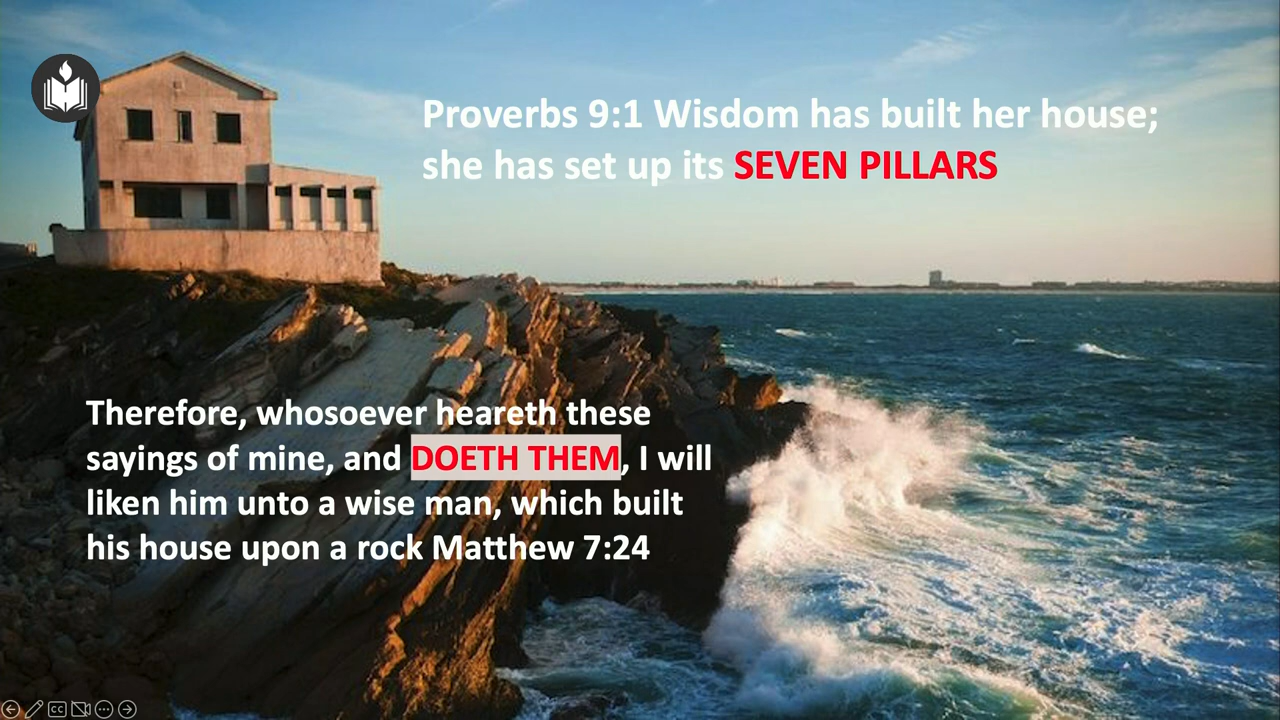 Proverbs 9:1 Wisdom has built her house;
she has set up its SEVEN PILLARS
Therefore, whosoever heareth these
sayings of mine, and DOETH THEM, I will
liken him unto a wise man, which built
his house upon a rock Matthew 7:24
CC